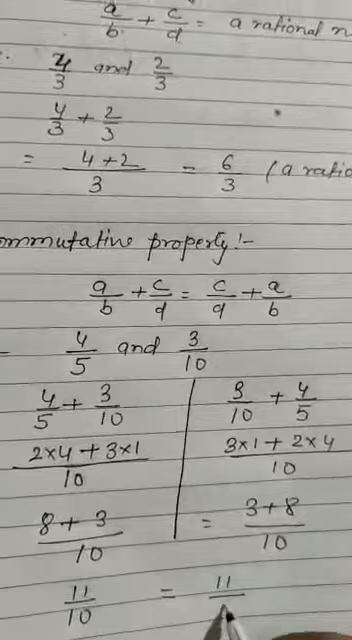 a/b + c/d = a rational
4/3 and 2/3
4/3 + 2/3
= 4+2/3 = 6/3 (a
property:-
a/b + c/d = c/d + a/b
4/5 and 3/10
4/5 + 3/10 | 3/10 + 4/5
2×4+3×1/10 | 3×1+2×4/10
8+3/10 = 3+8/10
11/10 = 11/